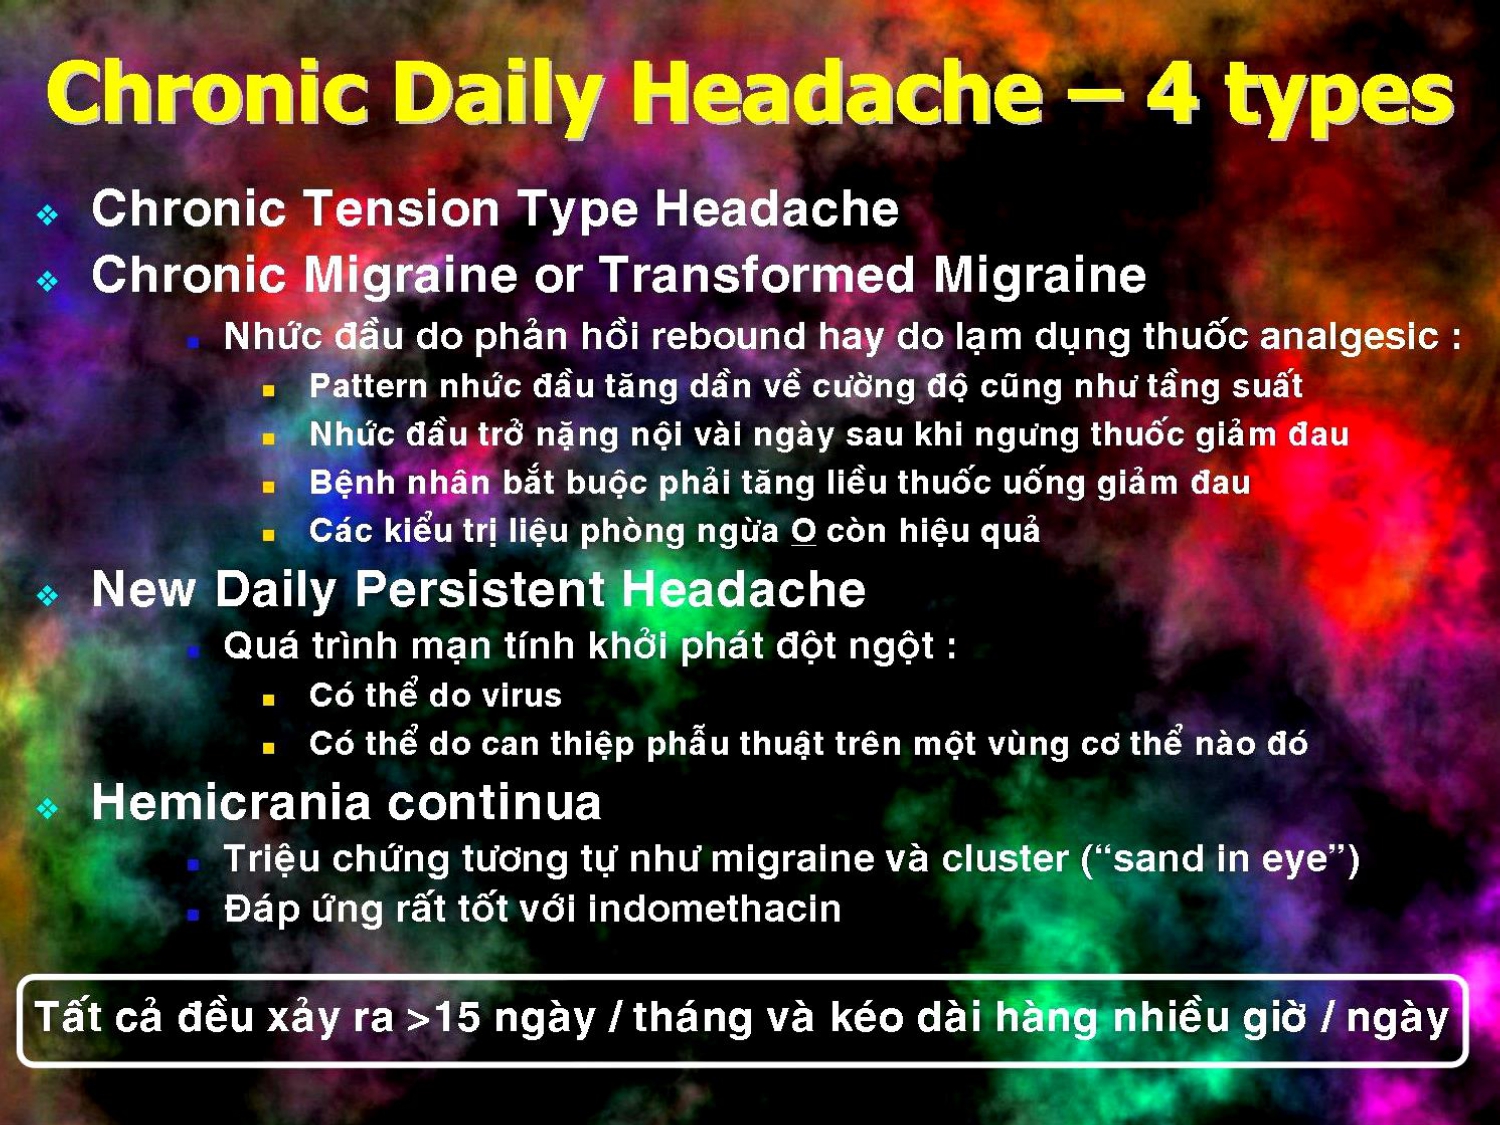 Chronic Daily Headache – 4 types
Chronic Tension Type Headache
Chronic Migraine or Transformed Migraine
Nhức đầu do phản hồi rebound hay do lạm dụng thuốc analgesic :
Pattern nhức đầu tăng dần về cường độ cũng như tầng suất
Nhức đầu trở nặng nội vài ngày sau khi ngưng thuốc giảm đau
Bệnh nhân bắt buộc phải tăng liều thuốc uống giảm đau
Các kiểu trị liệu phòng ngừa O còn hiệu quả
New Daily Persistent Headache
Quá trình mạn tính khởi phát đột ngột :
Có thể do virus
Có thể do can thiệp phẫu thuật trên một vùng cơ thể nào đó
Hemicrania continua
Triệu chứng tương tự như migraine và cluster (“sand in eye”)
Đáp ứng rất tốt với indomethacin
Tất cả đều xảy ra >15 ngày / tháng và kéo dài hàng nhiều giờ / ngày